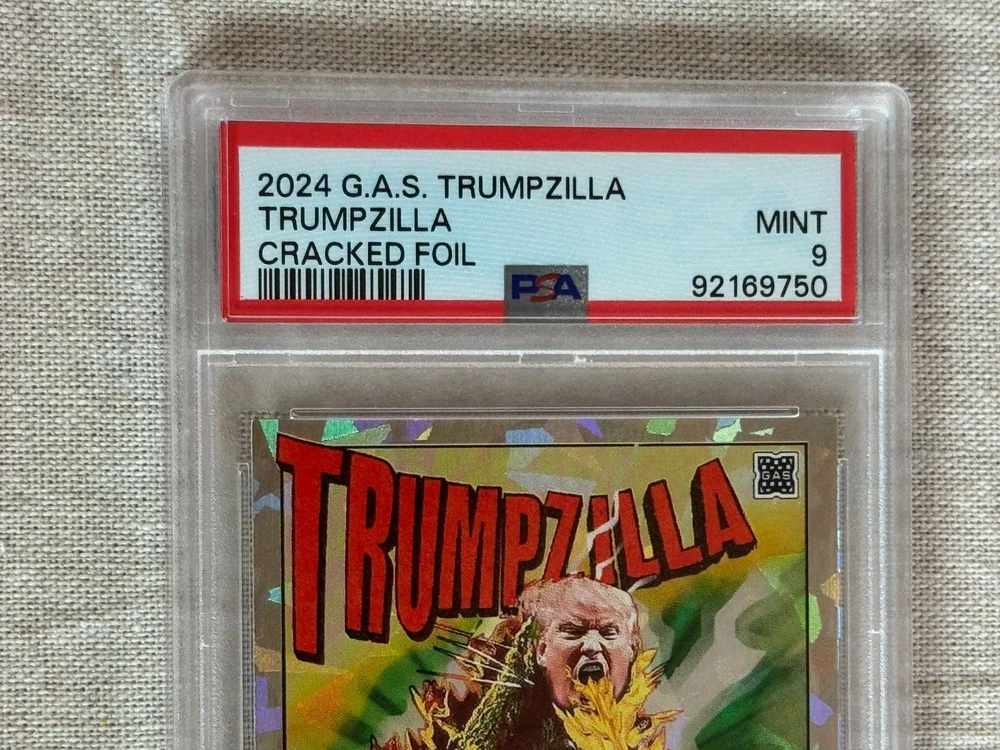 2024 G.A.S. TRUMPZILLA
TRUMPZILLA
MINT
CRACKED FOIL
9
PSA
92169750
TRUMPZILLA
GAS